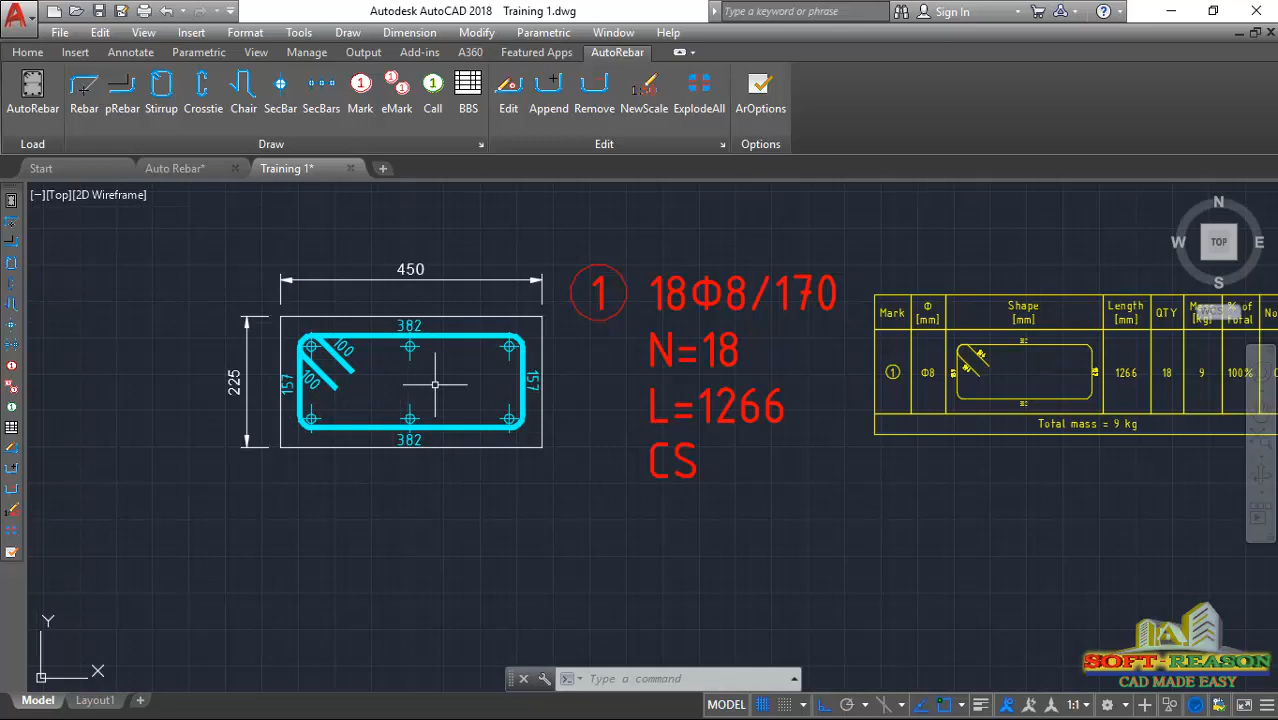 Autodesk AutoCAD 2018 Training 1.dwg
Type a keyword or phrase
Sign In
File Edit View Insert Format Tools Draw Dimension Modify Parametric Window Help
Home Insert Annotate Parametric View Manage Output Add-ins A360 Featured Apps AutoRebar
AutoRebar Rebar pRebar Stirrup Crosstie Chair SecBar SecBars Mark eMark Call BBS Edit Append Remove NewScale ExplodeAll ArOptions
Load Draw Edit Options
Start Auto Rebar* Training 1*
[−][Top][2D Wireframe]
N
W TOP E
S
450
225
382
100
100
157
157
382
1 18Φ8/170
N=18
L=1266
CS
Mark Φ [mm] Shape [mm] Length [mm] QTY [kg] % of Total
1 Φ8 1266 18 9 100%
Total mass = 9 kg
Y
X
Type a command
SOFT-REASON
CAD MADE EASY
Model Layout1
MODEL 1:1